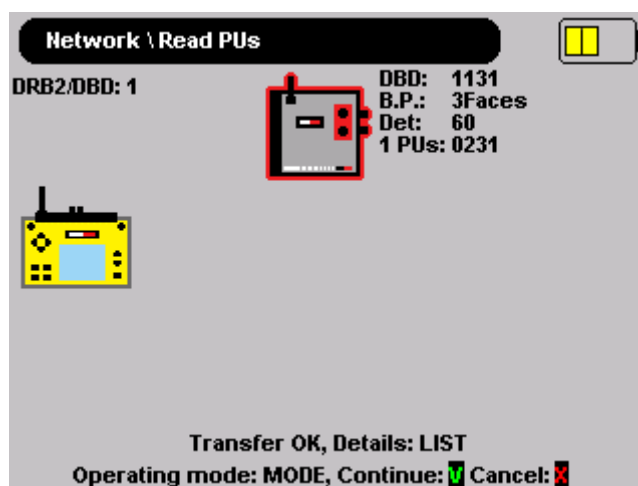 Network \ Read PUs
DRB2/DBD: 1
DBD: 1131
B.P.: 3Faces
Det: 60
1 PUs: 0231
Transfer OK, Details: LIST
Operating mode: MODE, Continue: V Cancel: X